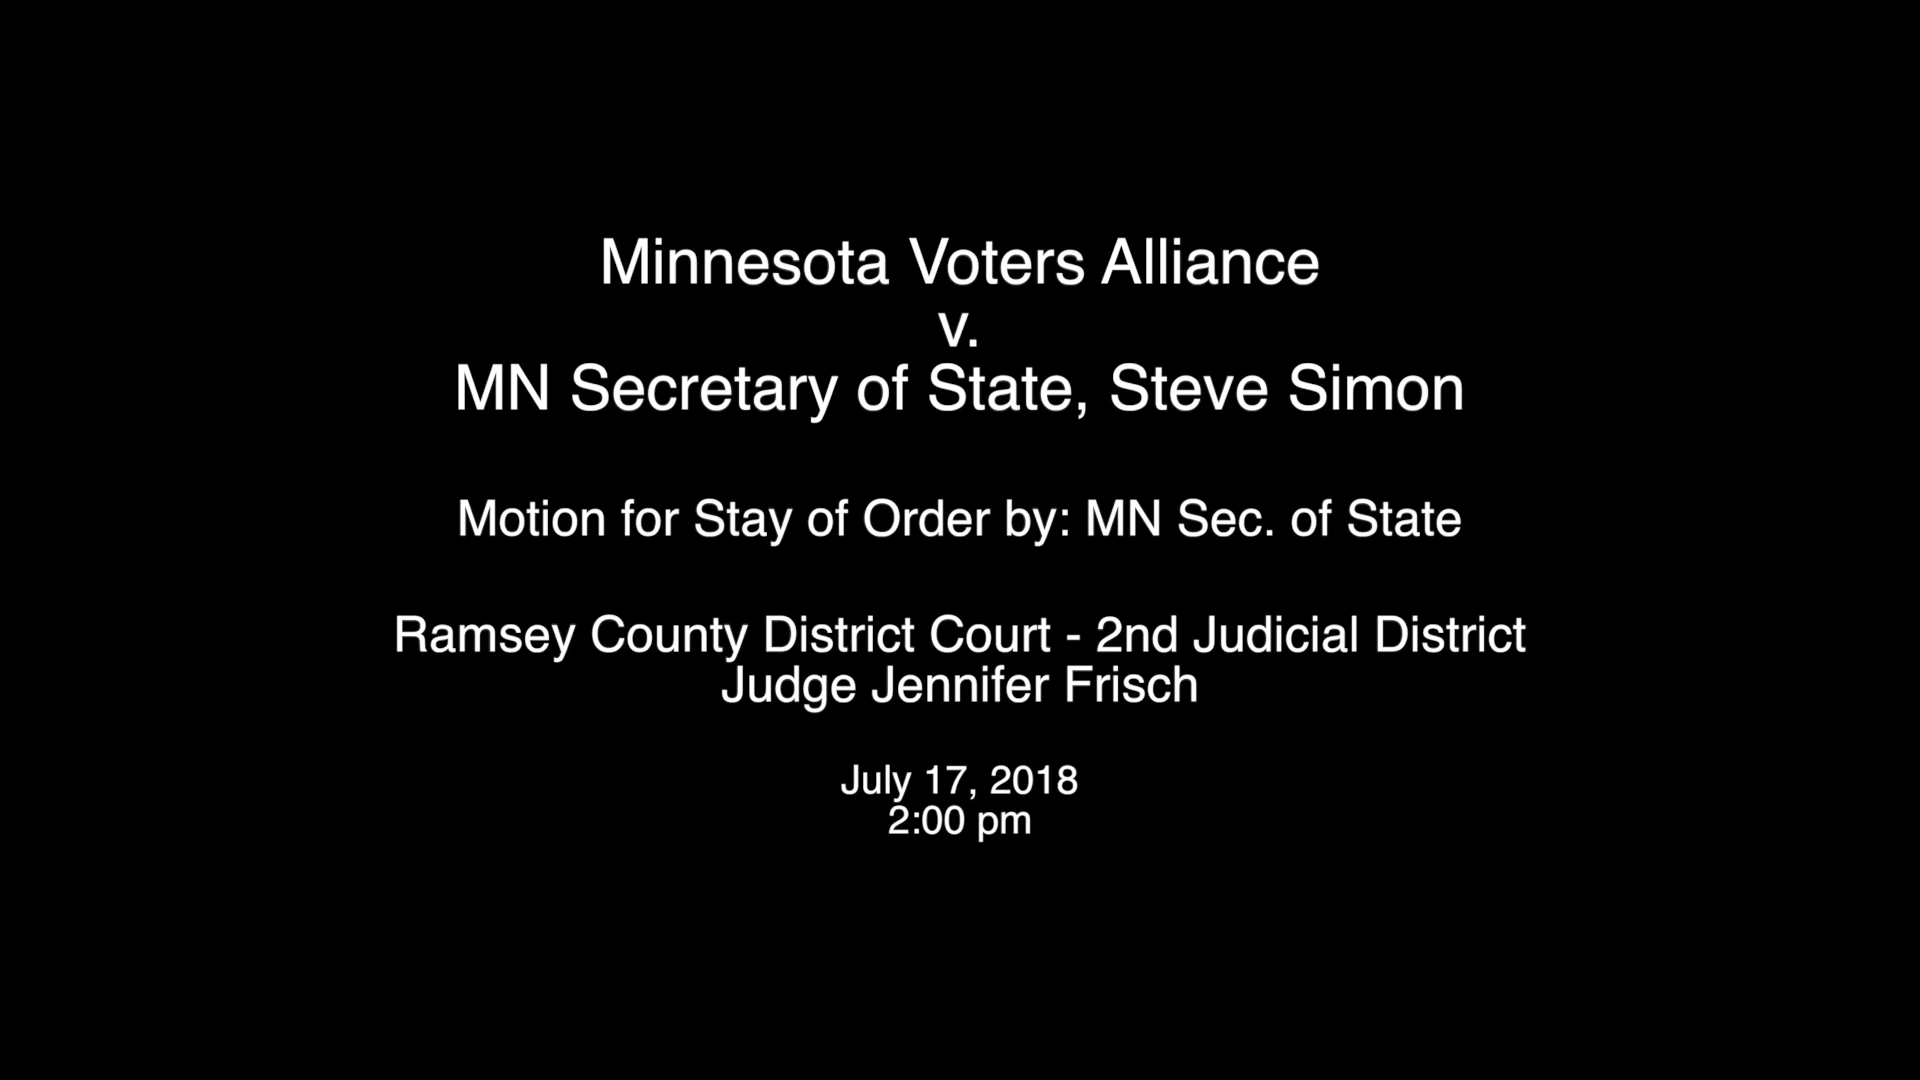 Minnesota Voters Alliance
v.
MN Secretary of State, Steve Simon
Motion for Stay of Order by: MN Sec. of State
Ramsey County District Court - 2nd Judicial District
Judge Jennifer Frisch
July 17, 2018
2:00 pm